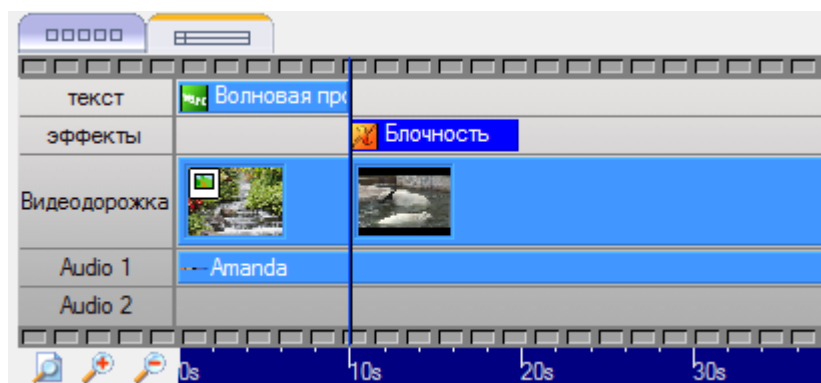 текст Волновая про
эффекты Блочность
Видеодорожка
Audio 1 Amanda
Audio 2
0s 10s 20s 30s